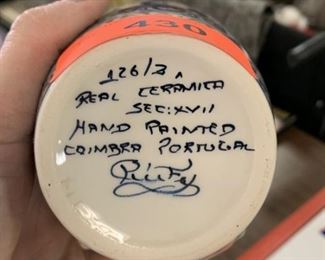 430
126/3 A
REAL CERAMICA
SEC:XVII
HAND PAINTED
COIMBRA PORTUGAL